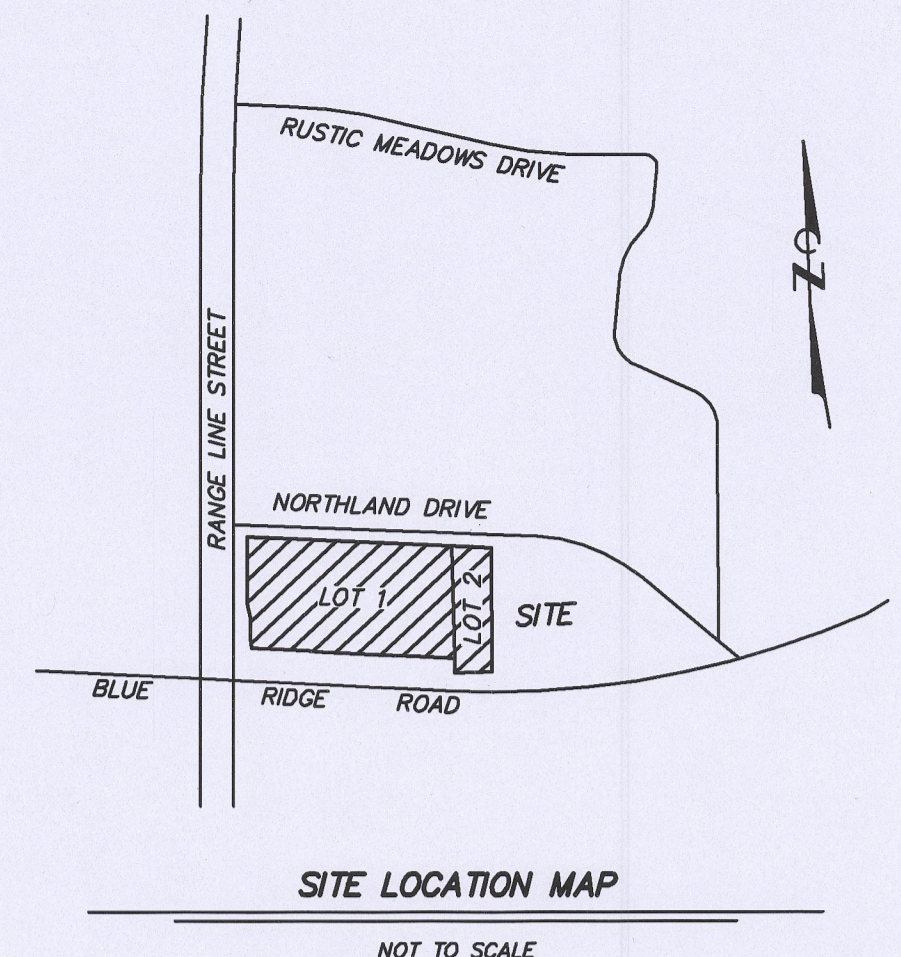 RUSTIC MEADOWS DRIVE
N
RANGE LINE STREET
NORTHLAND DRIVE
LOT 1
LOT 2
SITE
BLUE RIDGE ROAD
SITE LOCATION MAP
NOT TO SCALE